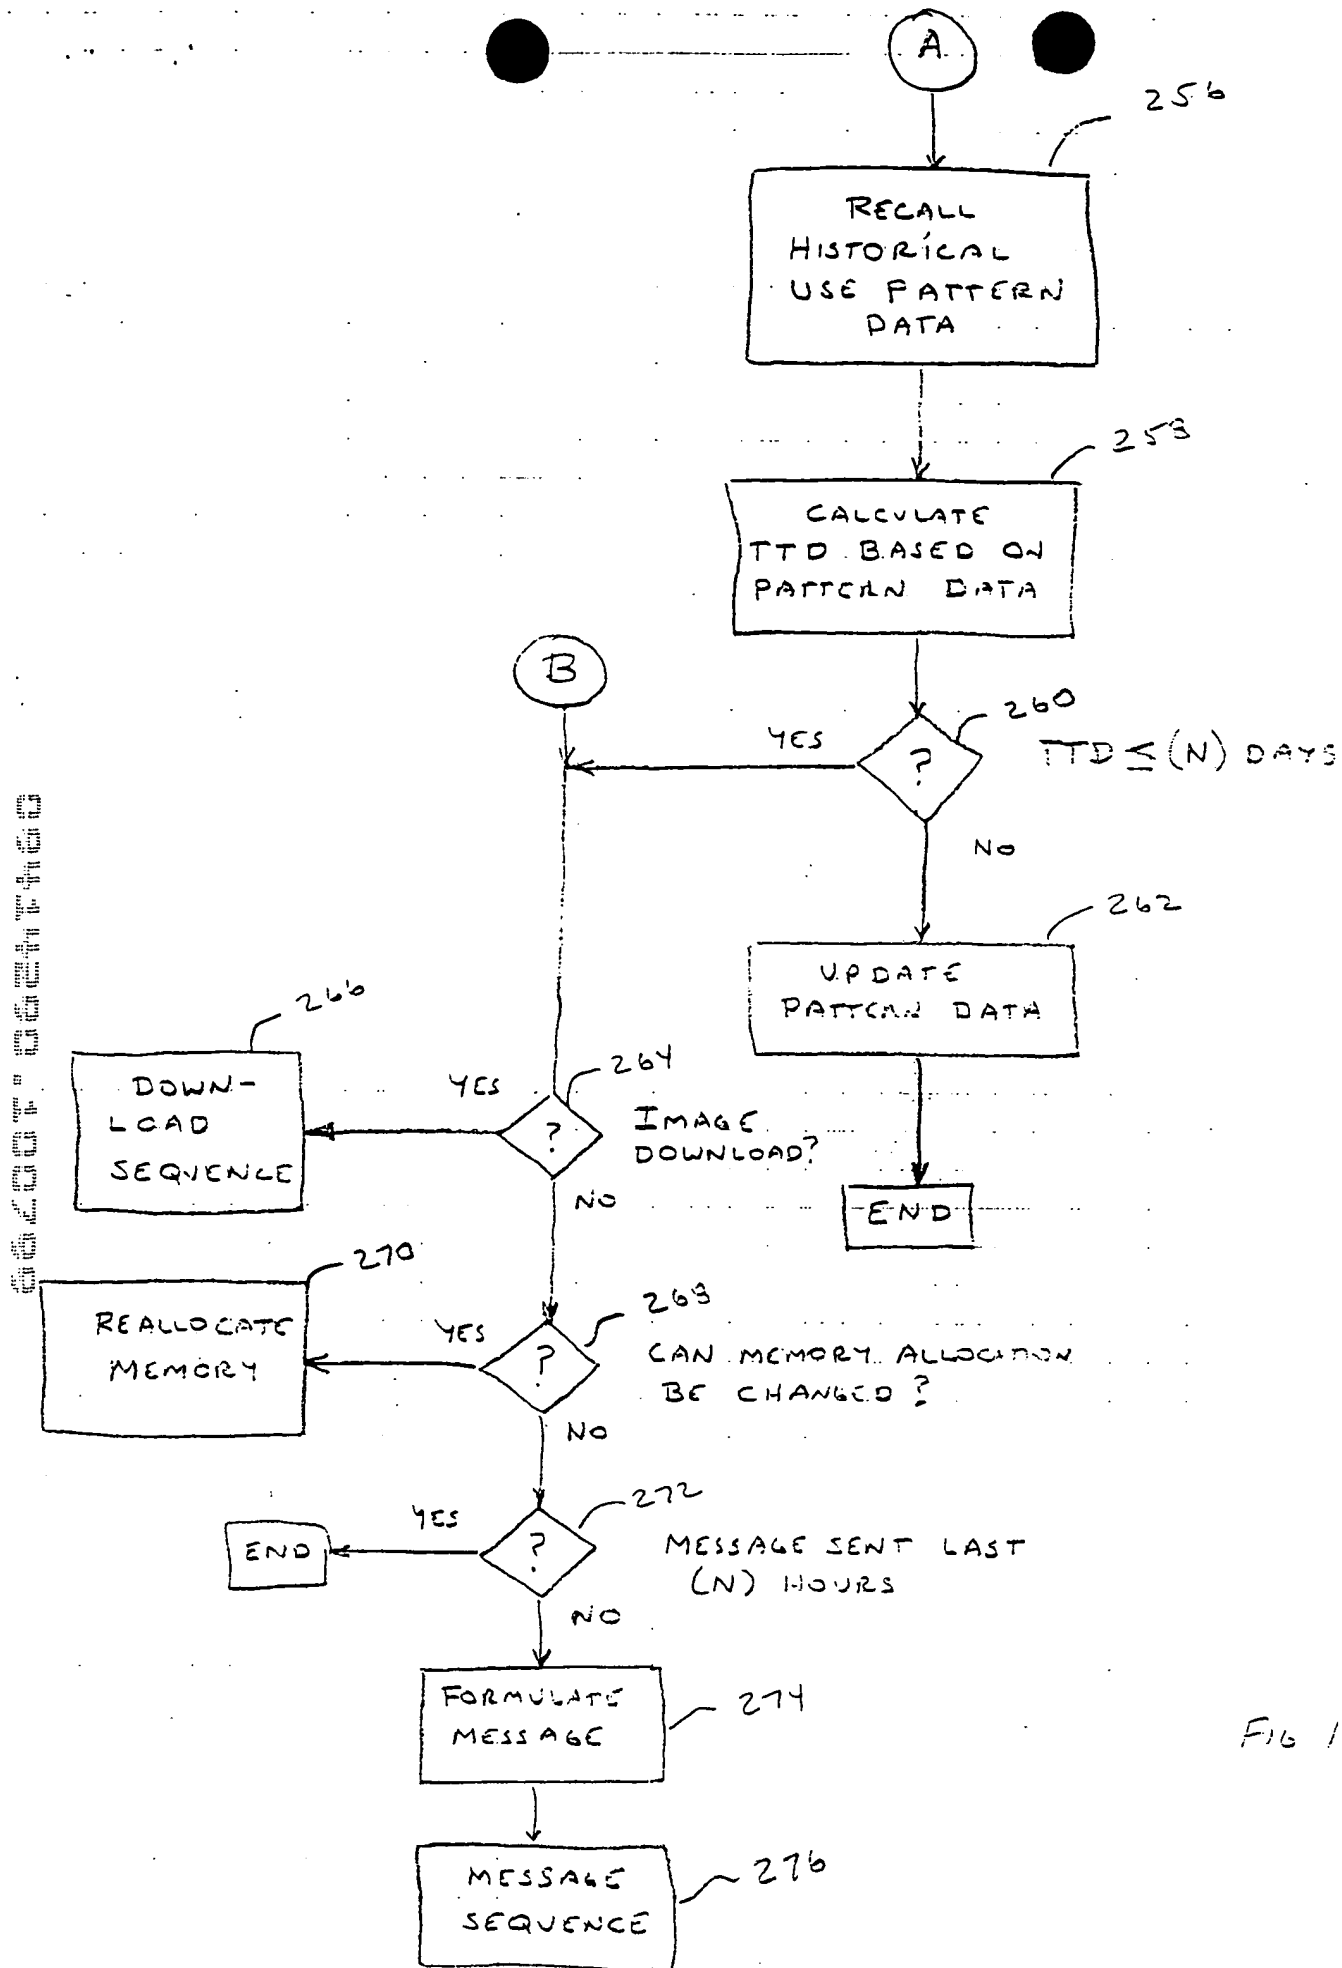 A
256
RECALL
HISTORICAL
USE PATTERN
DATA
258
CALCULATE
TTD BASED ON
PATTERN DATA
B
260
YES
?
TTD ≤ (N) DAYS
NO
262
UPDATE
PATTERN DATA
266
264
DOWN-
LOAD
SEQUENCE
YES
?
IMAGE
DOWNLOAD?
NO
END
270
268
REALLOCATE
MEMORY
YES
?
CAN MEMORY ALLOCATION
BE CHANGED?
NO
272
END
YES
?
MESSAGE SENT LAST
(N) HOURS
NO
FORMULATE
MESSAGE
274
FIG 1
MESSAGE
SEQUENCE
276